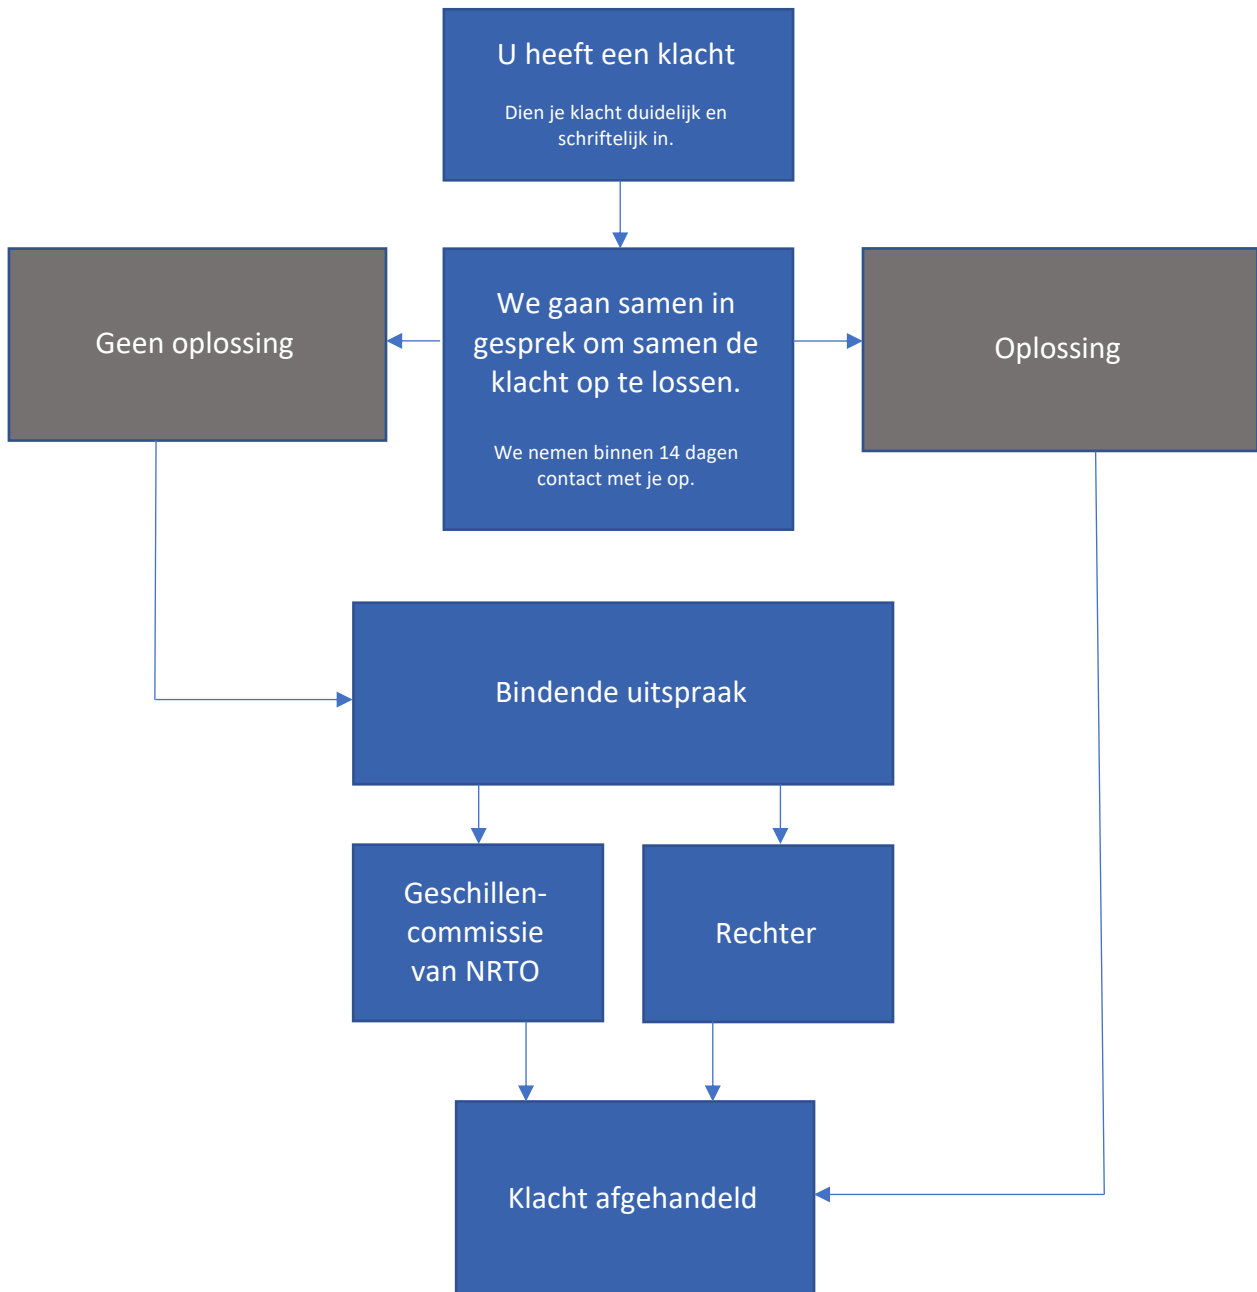 U heeft een klacht
Dien je klacht duidelijk en
schriftelijk in.
Geen oplossing
We gaan samen in
gesprek om samen de
klacht op te lossen.
We nemen binnen 14 dagen
contact met je op.
Oplossing
Bindende uitspraak
Geschillen-
commissie
van NRTO
Rechter
Klacht afgehandeld